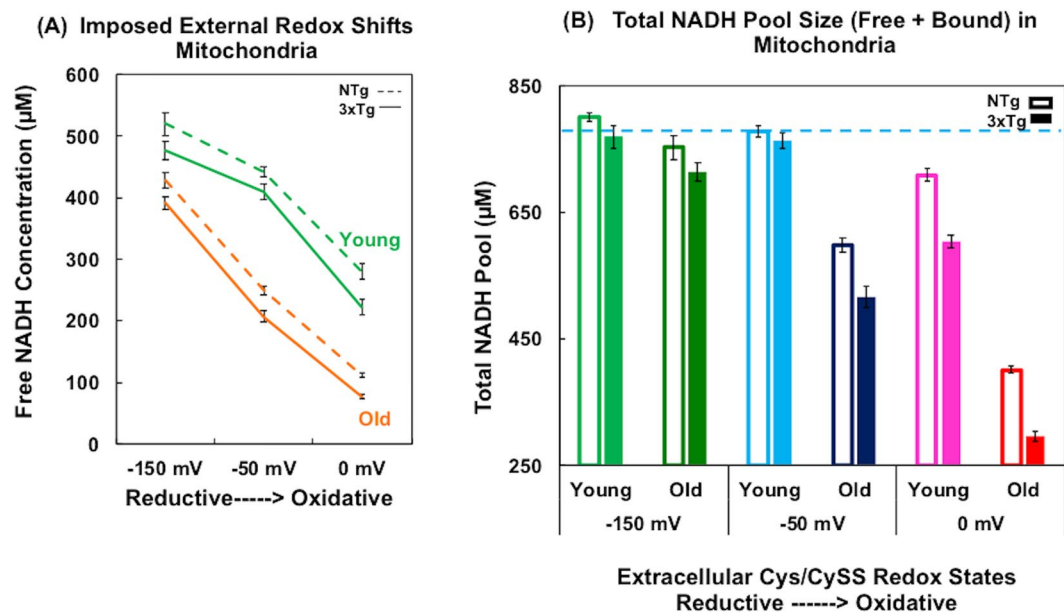 (A) Imposed External Redox Shifts
Mitochondria
600
500
400
300
200
100
0
Free NADH Concentration (µM)
NTg
3xTg
Young
Old
-150 mV
-50 mV
0 mV
Reductive-----> Oxidative
(B) Total NADH Pool Size (Free + Bound) in
Mitochondria
850
650
450
250
Total NADH Pool (µM)
NTg
3xTg
Young Old Young Old Young Old
-150 mV -50 mV 0 mV
Extracellular Cys/CySS Redox States
Reductive ------> Oxidative